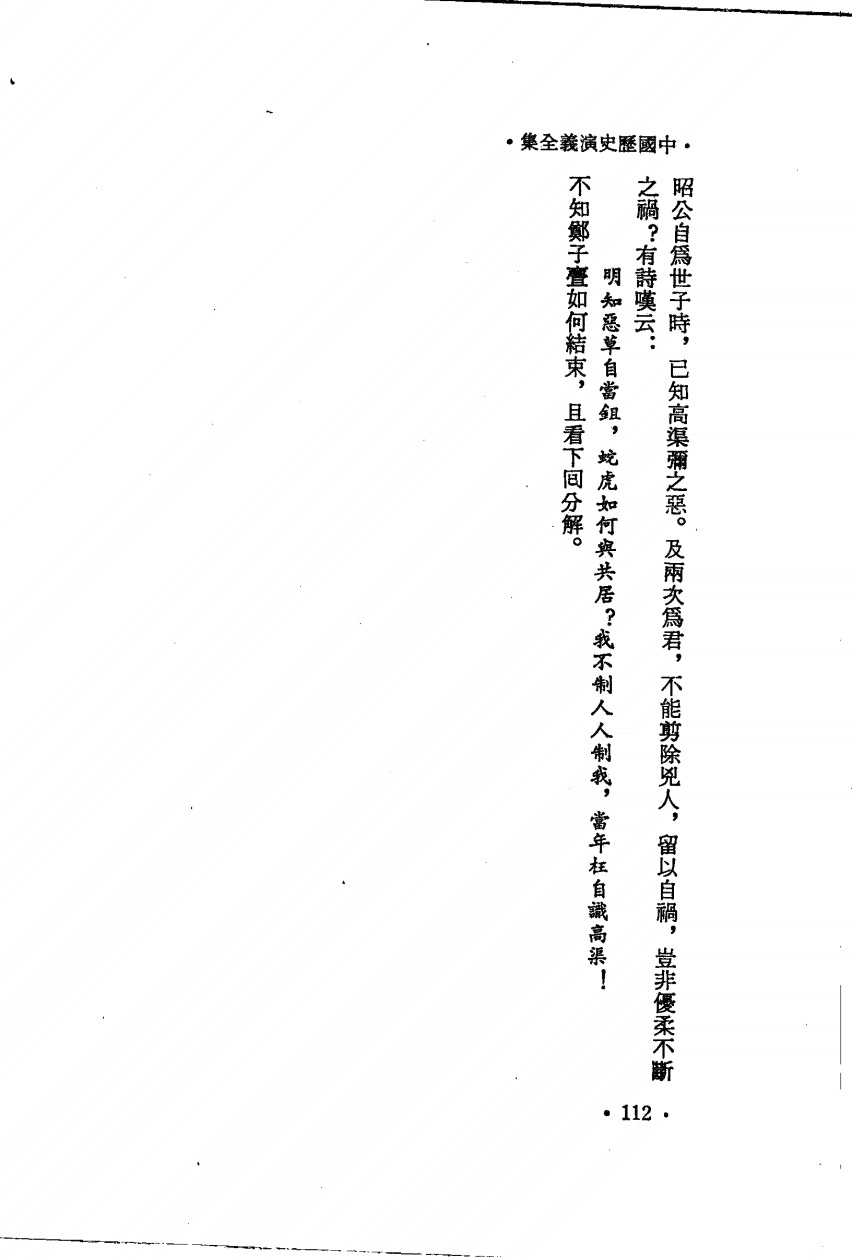 •中國歷史演義全集•
昭公自爲世子時，已知高渠彌之惡。及兩次爲君，不能剪除兇人，留以自禍，豈非優柔不斷
之禍？有詩嘆云：
明知惡草自當鉏，蛇虎如何與共居？我不制人人制我，當年枉自識高渠！
不知鄭子亹如何結束，且看下回分解。
•112•